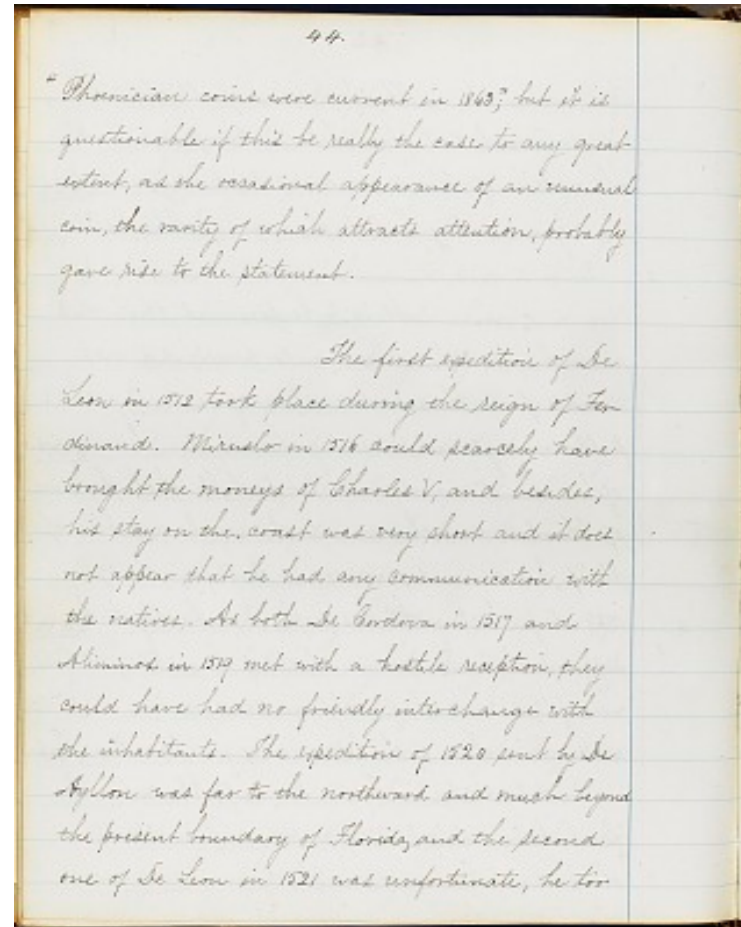 44.
"Phoenician coins were current in 1863", but it is
questionable if this be really the case to any great
extent, as the occasional appearance of an unusual
coin, the rarity of which attracts attention, probably
gave rise to the statement.
The first expedition of De
Leon in 1512 took place during the reign of Fer
dinand. Miruelo in 1516 could scarcely have
brought the moneys of Charles V, and besides,
his stay on the coast was very short and it does
not appear that he had any communication with
the natives. As both De Cordova in 1517 and
Aliminos in 1519 met with a hostile reception, they
could have had no friendly interchange with
the inhabitants. The expedition of 1520 sent by De
Ayllon was far to the northward and much beyond
the present boundary of Florida, and the second
one of De Leon in 1521 was unfortunate, he too